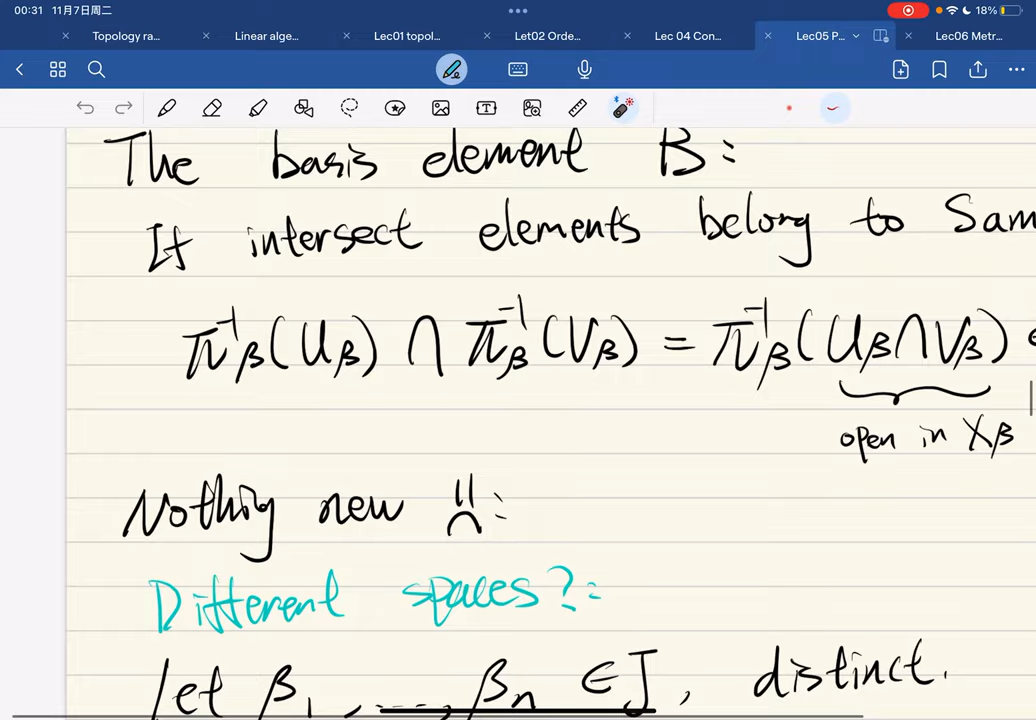 00:31 11月7日周二
18%
Topology ra...
Linear alge...
Lec01 topol...
Let02 Orde...
Lec 04 Con...
Lec05 P...
Lec06 Metr...
The basis element B:
If intersect elements belong to Sam
π⁻¹β(Uβ) ∩ π⁻¹β(Vβ) = π⁻¹β(Uβ∩Vβ) ∈
open in Xβ
Nothing new :
Different spaces?:
let β₁, ..., βn ∈ J, distinct.